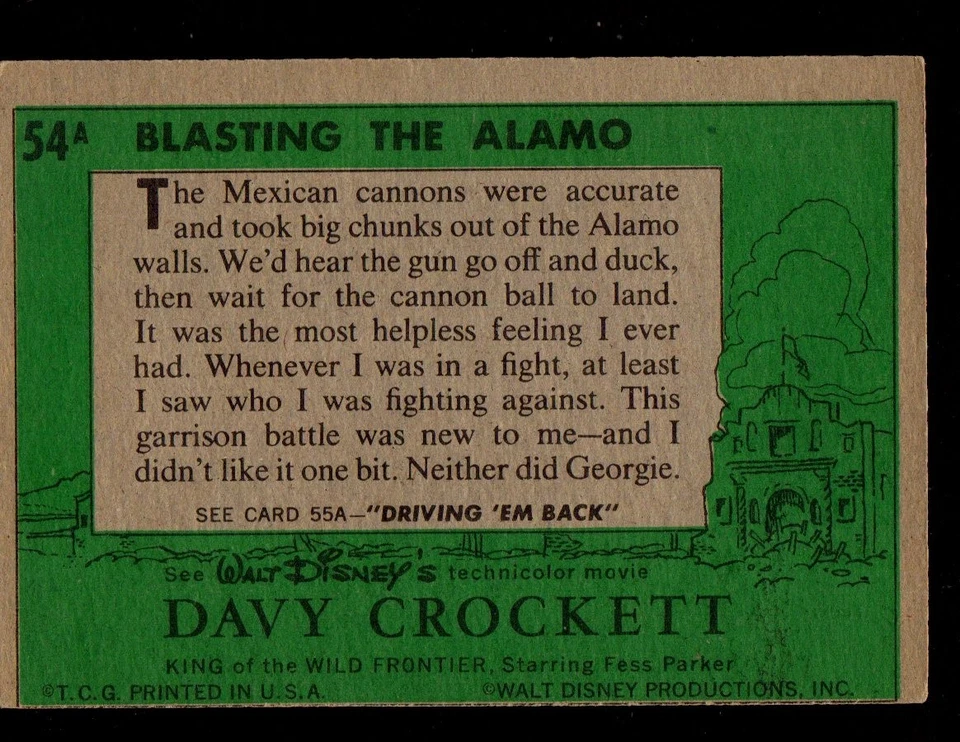 54A BLASTING THE ALAMO
The Mexican cannons were accurate
and took big chunks out of the Alamo
walls. We'd hear the gun go off and duck,
then wait for the cannon ball to land.
It was the most helpless feeling I ever
had. Whenever I was in a fight, at least
I saw who I was fighting against. This
garrison battle was new to me—and I
didn't like it one bit. Neither did Georgie.
SEE CARD 55A—"DRIVING 'EM BACK"
See WALT DISNEY'S technicolor movie
DAVY CROCKETT
KING of the WILD FRONTIER, Starring Fess Parker
©T.C.G. PRINTED IN U.S.A. ©WALT DISNEY PRODUCTIONS, INC.